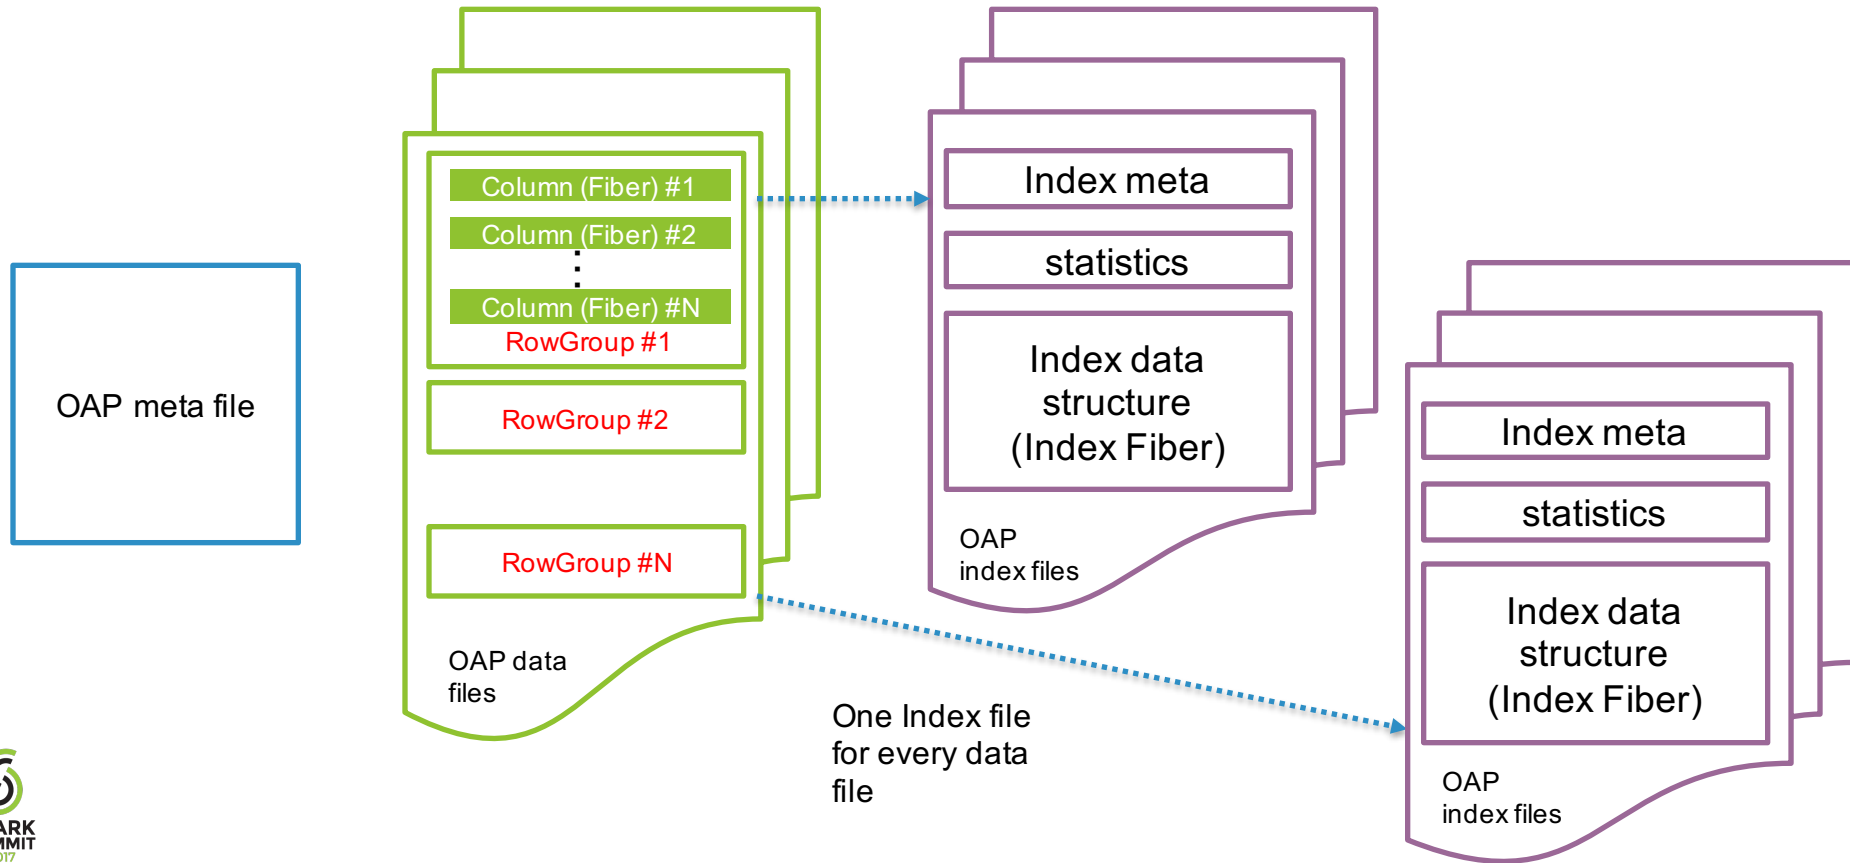 OAP meta file
Column (Fiber) #1
Column (Fiber) #2
Column (Fiber) #N
RowGroup #1
RowGroup #2
RowGroup #N
OAP data
files
Index meta
statistics
Index data
structure
(Index Fiber)
OAP
index files
One Index file
for every data
file
Index meta
statistics
Index data
structure
(Index Fiber)
OAP
index files